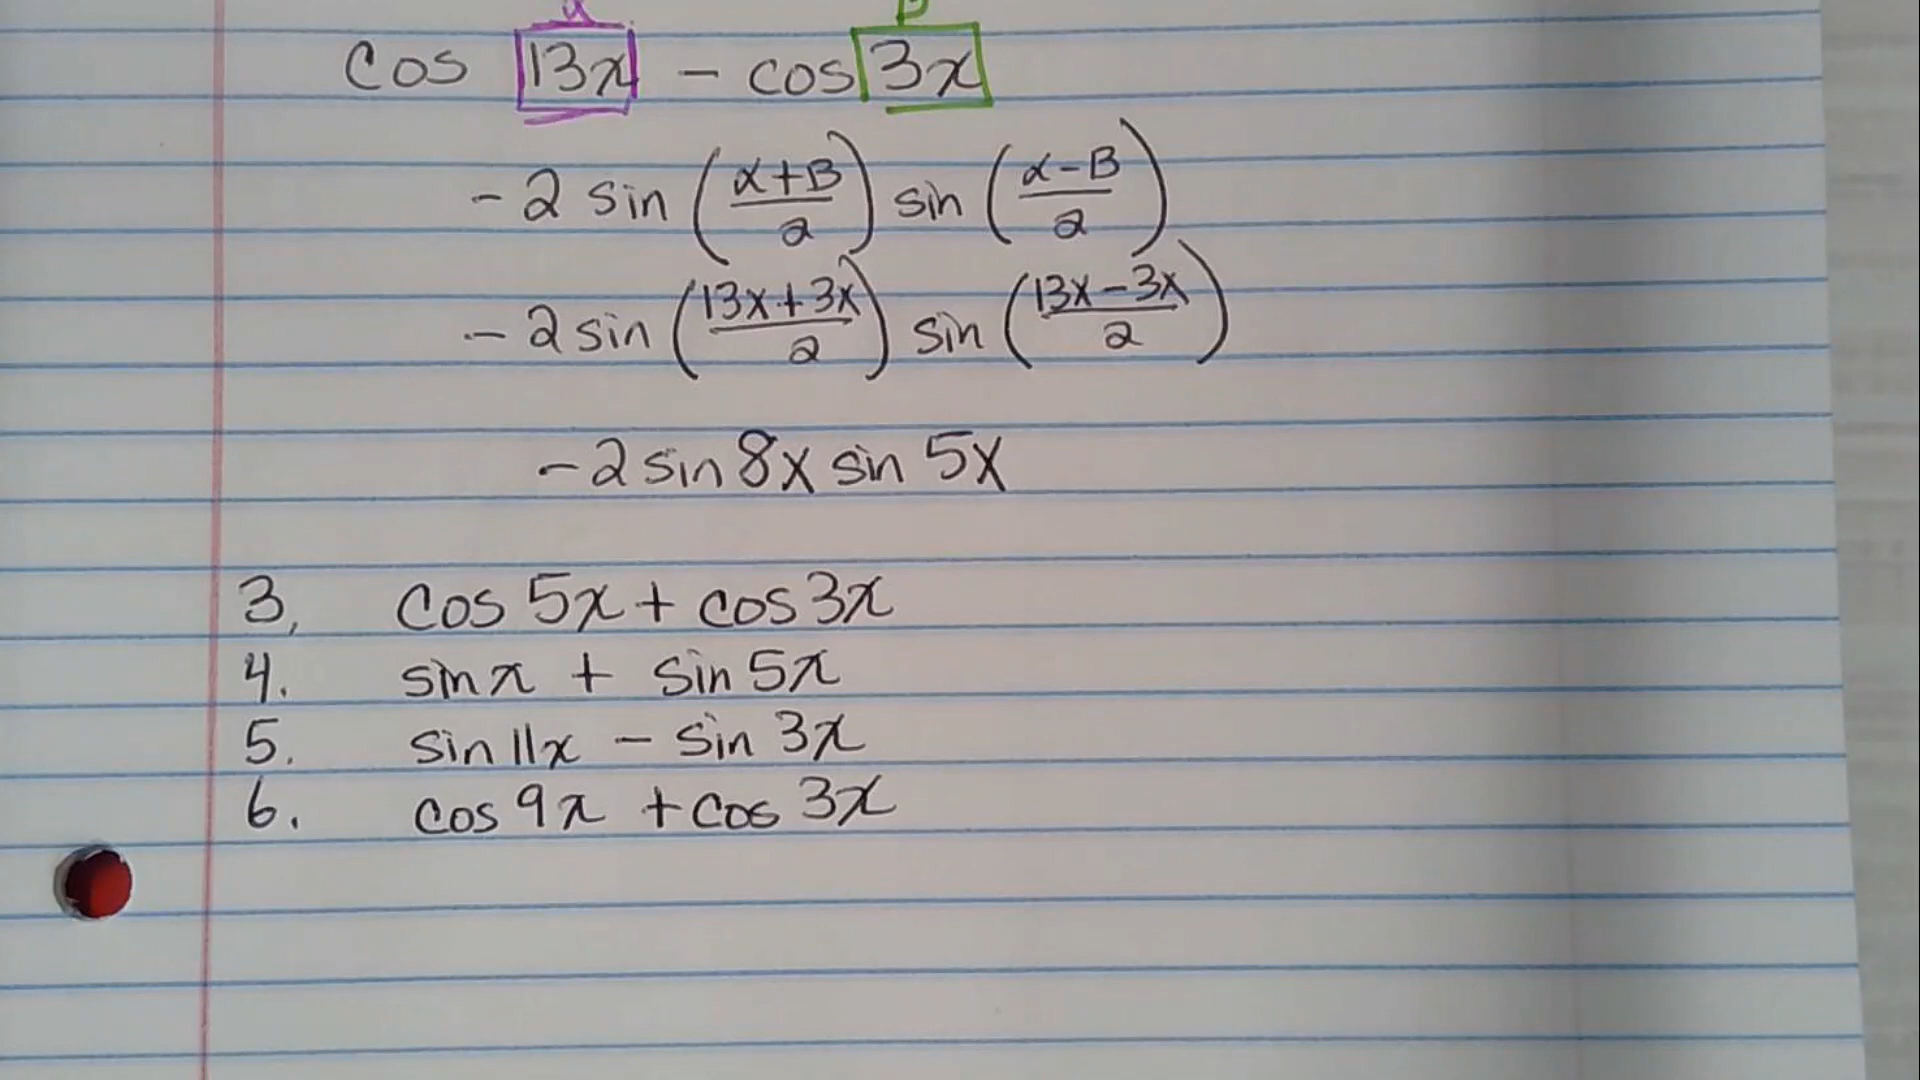 α β
cos 13x - cos 3x
-2 sin (α+B/2) sin (α-B/2)
-2 sin (13x+3x/2) sin (13x-3x/2)
-2 sin 8x sin 5x
3, cos 5x + cos 3x
4. sin x + sin 5x
5. sin 11x - sin 3x
6. cos 9x + cos 3x